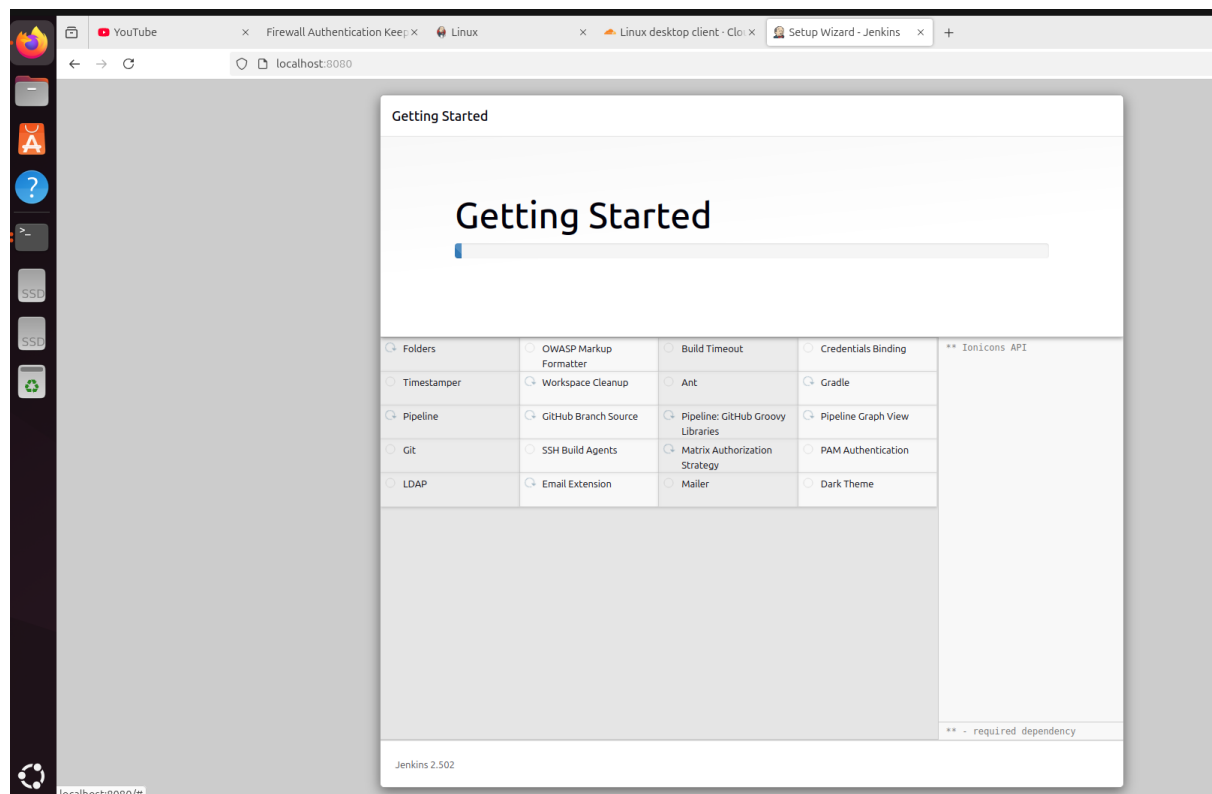 YouTube
Firewall Authentication Keep
Linux
Linux desktop client · Clou
Setup Wizard - Jenkins
localhost:8080
Getting Started
Getting Started
Folders
OWASP Markup
Formatter
Build Timeout
Credentials Binding
** Ionicons API
Timestamper
Workspace Cleanup
Ant
Gradle
Pipeline
GitHub Branch Source
Pipeline: GitHub Groovy
Libraries
Pipeline Graph View
Git
SSH Build Agents
Matrix Authorization
Strategy
PAM Authentication
LDAP
Email Extension
Mailer
Dark Theme
SSD
SSD
** - required dependency
Jenkins 2.502
localhost:8080/#